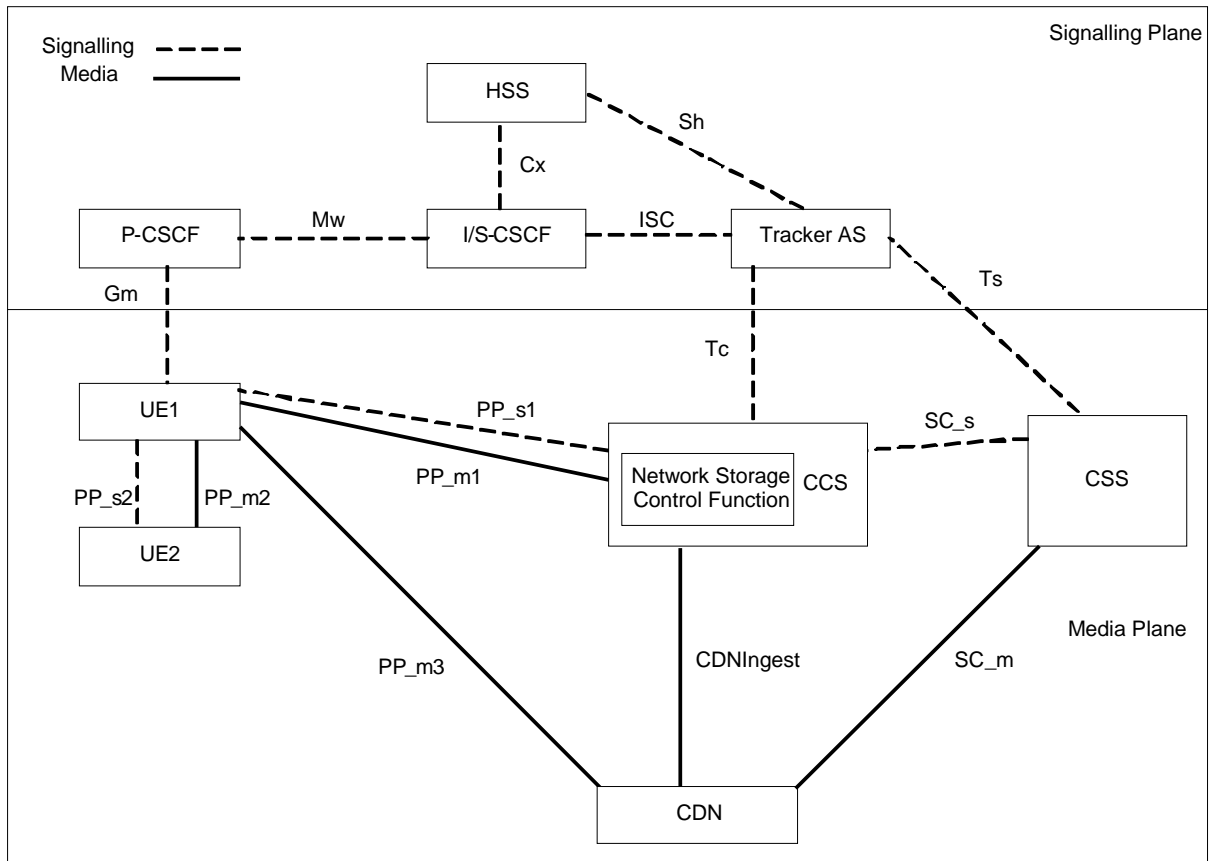 Signalling
Media
Signalling Plane
HSS
Sh
Cx
P-CSCF
Mw
I/S-CSCF
ISC
Tracker AS
Gm
Ts
Tc
UE1
PP_s1
PP_m1
SC_s
Network Storage
Control Function
CCS
CSS
PP_s2
PP_m2
UE2
Media Plane
PP_m3
CDNIngest
SC_m
CDN